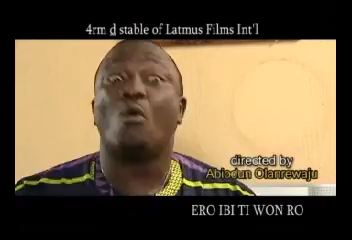 4rm d stable of Latmus Films Int'l
directed by
Abiodun Olanrewaju
ERO IBI TI WON RO